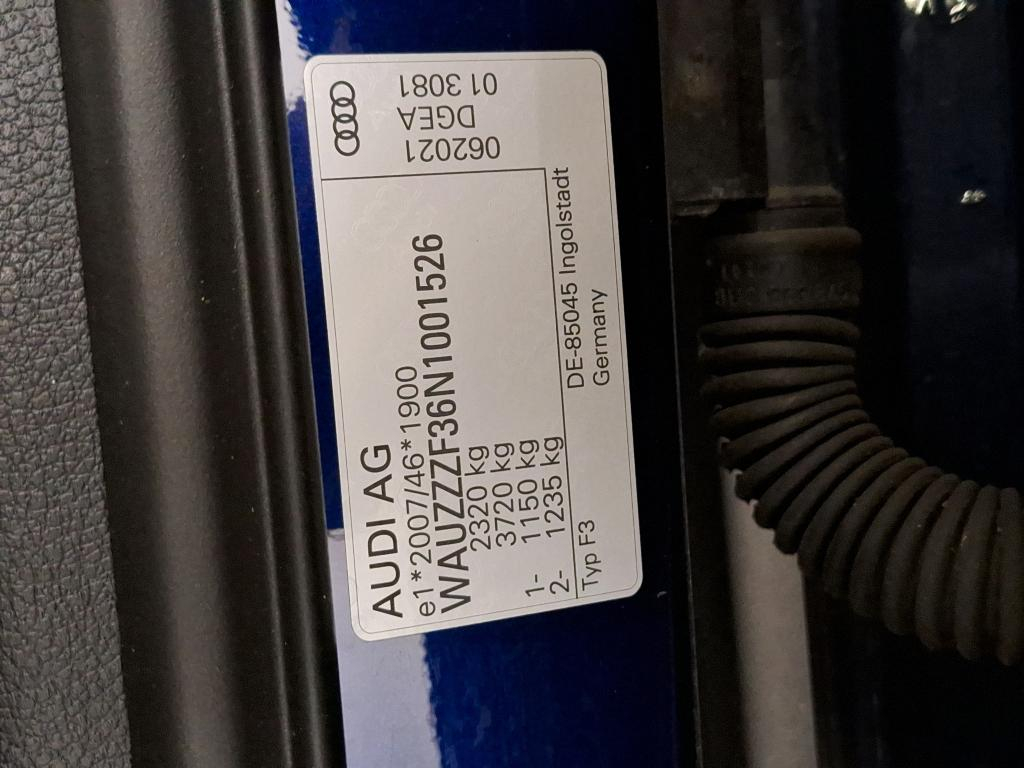 AUDI AG
e1*2007/46*1900
WAUZZZF36N1001526
2320 kg
3720 kg
1- 1150 kg
2- 1235 kg
Typ F3
DE-85045 Ingolstadt
Germany
062021
DGEA
01 3081